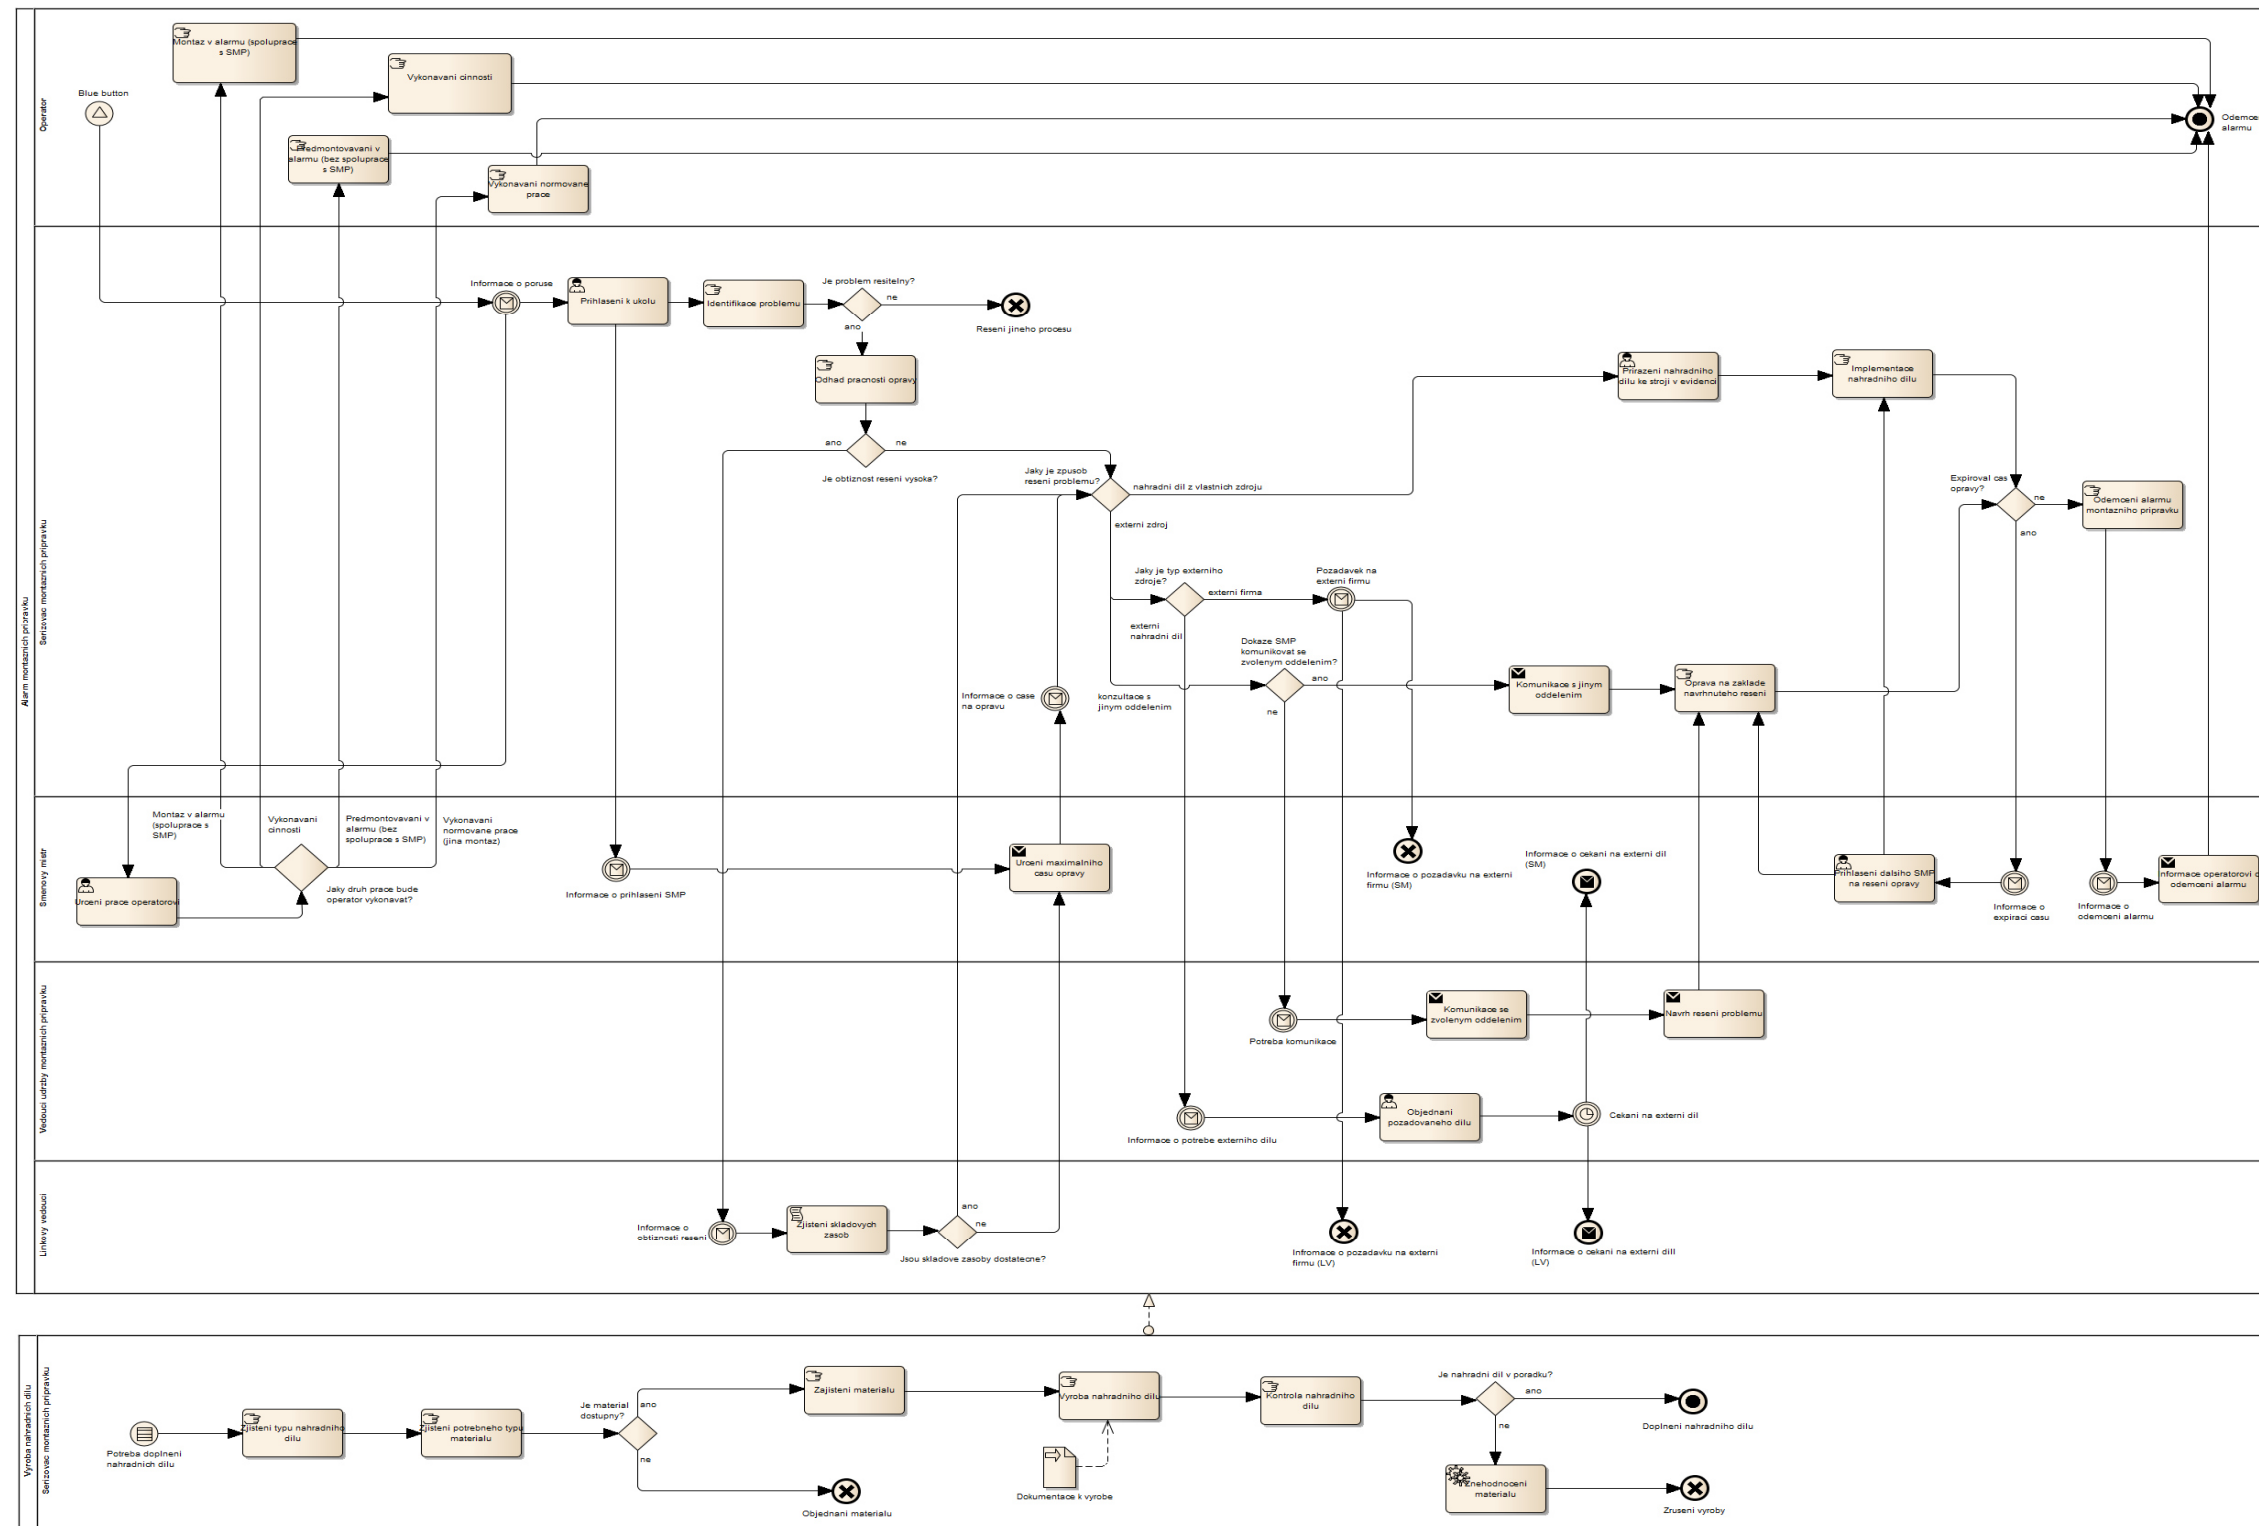 Alarm montaznich pripravku
Operator
Blue button
Montaz v alarmu (spoluprace
s SMP)
Vykonavani cinnosti
Predmontovavani v
alarmu (bez spoluprace
s SMP)
Vykonavani normovane
prace
alarmu
Serizovac montaznich pripravku
Informace o poruse
Prihlaseni k ukolu
Identifikace problemu
Je problem resitelny?
ne
ano
Reseni jineho procesu
Odhad pracnosti opravy
ano
ne
Je obtiznost reseni vysoka?
Jaky je zpusob
reseni problemu?
nahradni dil z vlastnich zdroju
externi zdroj
Prirazeni nahradniho
dilu ke stroji v evidenci
Implementace
nahradniho dilu
Expiroval cas
opravy?
ne
ano
Odemceni alarmu
montazniho pripravku
Jaky je typ externiho
zdroje?
externi firma
externi
nahradni dil
Pozadavek na
externi firmu
Dokaze SMP
komunikovat se
zvolenym oddelenim?
ano
ne
Informace o case
na opravu
konzultace s
jinym oddelenim
Komunikace s jinym
oddelenim
Oprava na zaklade
navrhnuteho reseni
Smenovy mistr
Montaz v alarmu
(spoluprace s
SMP)
Vykonavani
cinnosti
Predmontovavani v
alarmu (bez
spoluprace s SMP)
Vykonavani
normovane prace
(jina montaz)
Urceni prace operatorovi
Jaky druh prace bude
operator vykonavat?
Informace o prihlaseni SMP
Urceni maximalniho
casu opravy
Informace o pozadavku na externi
firmu (SM)
Informace o cekani na externi dil
(SM)
Prihlaseni dalsiho SMP
na reseni opravy
Informace o
expiraci casu
Informace o
odemceni alarmu
nformace operatorovi o
odemceni alarmu
Vedouci udrzby montaznich pripravku
Potreba komunikace
Komunikace se
zvolenym oddelenim
Navrh reseni problemu
Informace o potrebe externiho dilu
Objednani
pozadovaneho dilu
Cekani na externi dil
Linkovy vedouci
Informace o
obtiznosti reseni
Zjisteni skladovych
zasob
ano
ne
Jsou skladove zasoby dostatecne?
Infromace o pozadavku na externi
firmu (LV)
Informace o cekani na externi dill
(LV)
Vyroba nahradnich dilu
Serizovac montaznich pripravku
Potreba doplneni
nahradnich dilu
Zjisteni typu nahradniho
dilu
Zjisteni potrebneho typu
materialu
Je material
dostupny?
ano
ne
Zajisteni materialu
Objednani materialu
Vyroba nahradniho dilu
Dokumentace k vyrobe
Kontrola nahradniho
dilu
Je nahradni dil v poradku?
ano
ne
Doplneni nahradniho dilu
Znehodnoceni
materialu
Zruseni vyroby